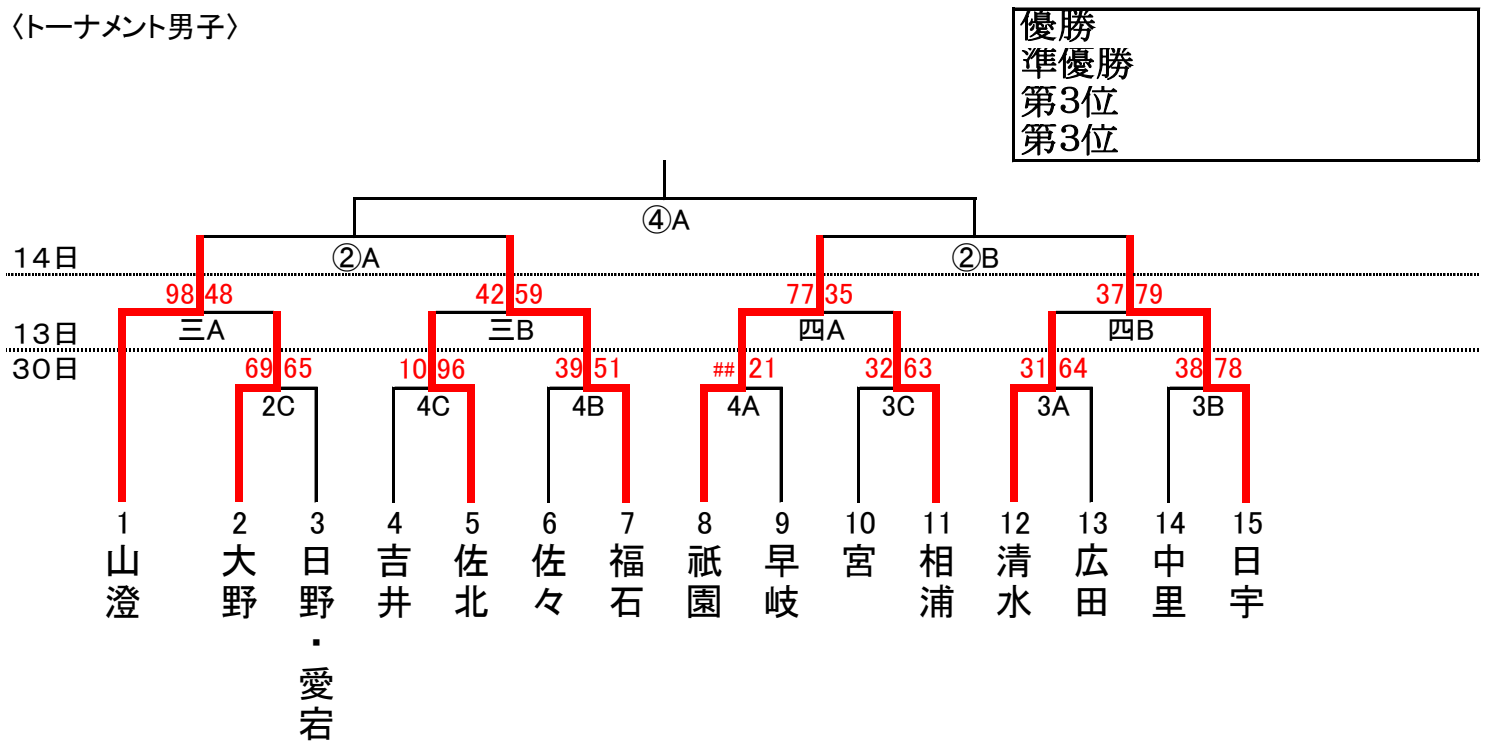 〈トーナメント男子〉
優勝
準優勝
第3位
第3位
④A
②A
②B
14日
98 48
42 59
77 35
37 79
三A
三B
四A
四B
13日
30日
69 65
10 96
39 51
## 21
32 63
31 64
38 78
2C
4C
4B
4A
3C
3A
3B
1 2 3 4 5 6 7 8 9 10 11 12 13 14 15
山澄
大野
日野・愛宕
吉井
佐北
佐々
福石
祇園
早岐
宮
相浦
清水
広田
中里
日宇